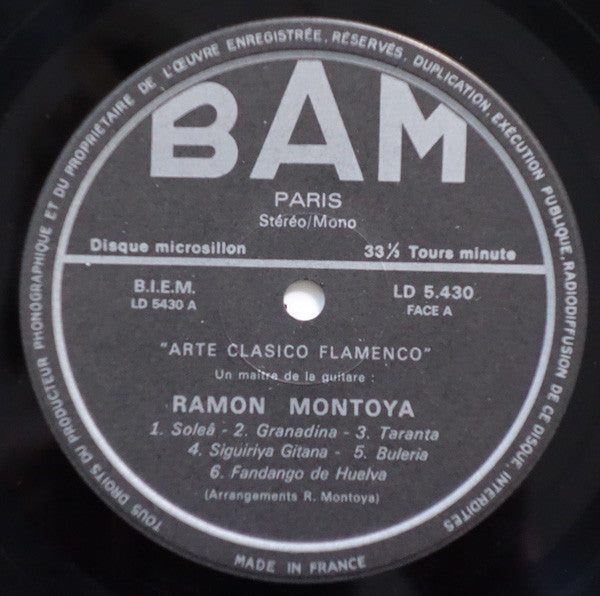 TOUS DROITS DU PRODUCTEUR PHONOGRAPHIQUE ET DU PROPRIÉTAIRE DE L'ŒUVRE ENREGISTRÉE, RÉSERVÉS, DUPLICATION, EXÉCUTION PUBLIQUE, RADIODIFFUSION DE CE DISQUE, INTERDITES
BAM
PARIS
Stéréo/Mono
Disque microsillon 33⅓ Tours minute
B.I.E.M. LD 5.430
LD 5430 A FACE A
"ARTE CLASICO FLAMENCO"
Un maître de la guitare :
RAMON MONTOYA
1. Soleâ - 2. Granadina - 3. Taranta
4. Siguiriya Gitana - 5. Buleria
6. Fandango de Huelva
(Arrangements R. Montoya)
MADE IN FRANCE